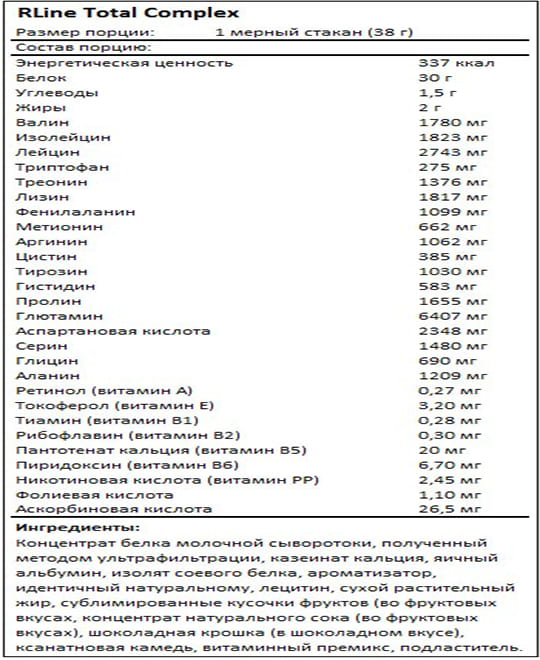 RLine Total Complex
Размер порции: 1 мерный стакан (38 г)
Состав порцию:
Энергетическая ценность 337 ккал
Белок 30 г
Углеводы 1,5 г
Жиры 2 г
Валин 1780 мг
Изолейцин 1823 мг
Лейцин 2743 мг
Триптофан 275 мг
Треонин 1376 мг
Лизин 1817 мг
Фенилаланин 1099 мг
Метионин 662 мг
Аргинин 1062 мг
Цистин 385 мг
Тирозин 1030 мг
Гистидин 583 мг
Пролин 1655 мг
Глютамин 6407 мг
Аспартановая кислота 2348 мг
Серин 1480 мг
Глицин 690 мг
Аланин 1209 мг
Ретинол (витамин А) 0,27 мг
Токоферол (витамин Е) 3,20 мг
Тиамин (витамин В1) 0,28 мг
Рибофлавин (витамин В2) 0,30 мг
Пантотенат кальция (витамин В5) 20 мг
Пиридоксин (витамин В6) 6,70 мг
Никотиновая кислота (витамин РР) 2,45 мг
Фолиевая кислота 1,10 мг
Аскорбиновая кислота 26,5 мг
Ингредиенты:
Концентрат белка молочной сыворотоки, полученный
методом ультрафильтрации, казеинат кальция, яичный
альбумин, изолят соевого белка, ароматизатор,
идентичный натуральному, лецитин, сухой растительный
жир, сублимированные кусочки фруктов (во фруктовых
вкусах, концентрат натурального сока (во фруктовых
вкусах), шоколадная крошка (в шоколадном вкусе),
ксанатновая камедь, витаминный премикс, подластитель.